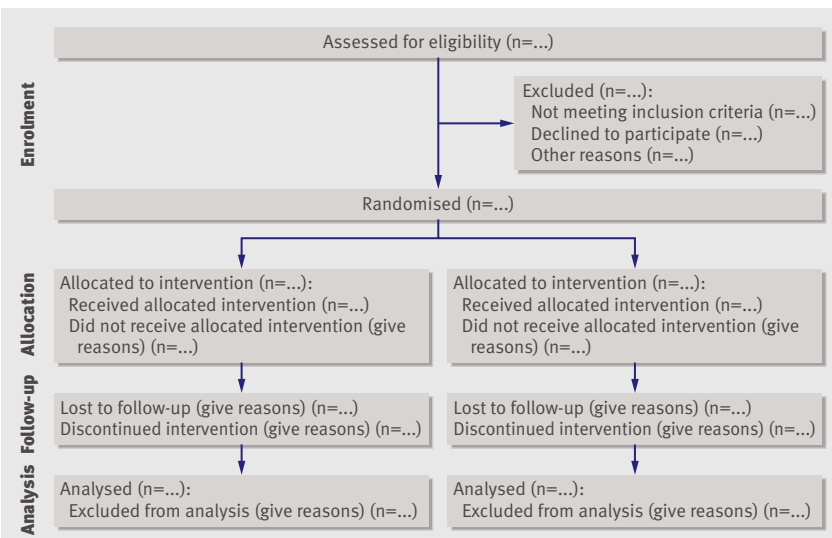 Enrolment
Assessed for eligibility (n=...)
Excluded (n=...):
Not meeting inclusion criteria (n=...)
Declined to participate (n=...)
Other reasons (n=...)
Randomised (n=...)
Allocation
Allocated to intervention (n=...):
Received allocated intervention (n=...)
Did not receive allocated intervention (give
reasons) (n=...)
Allocated to intervention (n=...):
Received allocated intervention (n=...)
Did not receive allocated intervention (give
reasons) (n=...)
Follow-up
Lost to follow-up (give reasons) (n=...)
Discontinued intervention (give reasons) (n=...)
Lost to follow-up (give reasons) (n=...)
Discontinued intervention (give reasons) (n=...)
Analysis
Analysed (n=...):
Excluded from analysis (give reasons) (n=...)
Analysed (n=...):
Excluded from analysis (give reasons) (n=...)